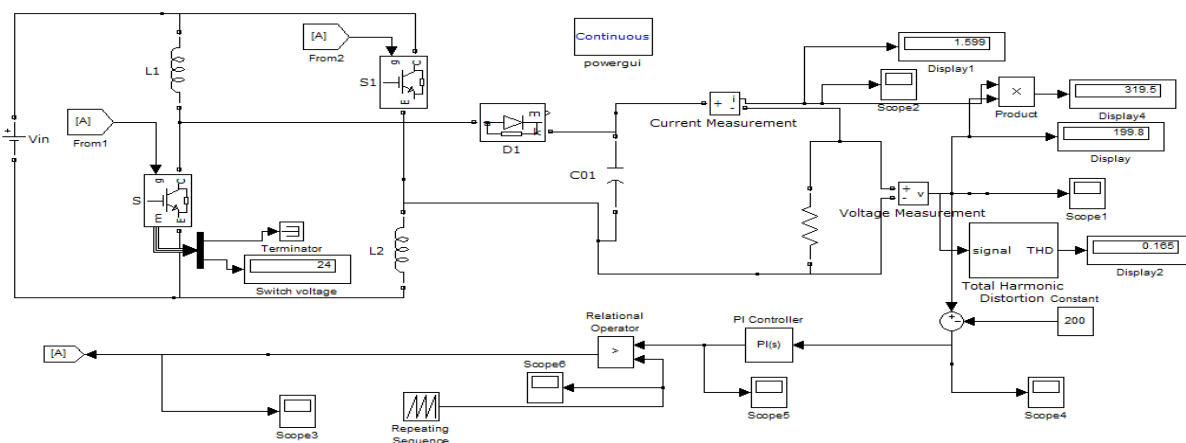 Continuous
powergui
[A]
From2
S1
g
C
E
L1
[A]
From1
Vin
S
g
C
E
m
D1
C01
L2
+
-
i
Current Measurement
1.599
Display1
Scope2
×
Product
319.5
Display4
199.8
Display
+
-
v
Voltage Measurement
Scope1
signal
THD
Total Harmonic
Distortion
0.165
Display2
Terminator
24
Switch voltage
Constant
200
PI Controller
PI(s)
Relational
Operator
>
Scope6
Repeating
Sequence
[A]
Scope3
Scope5
Scope4